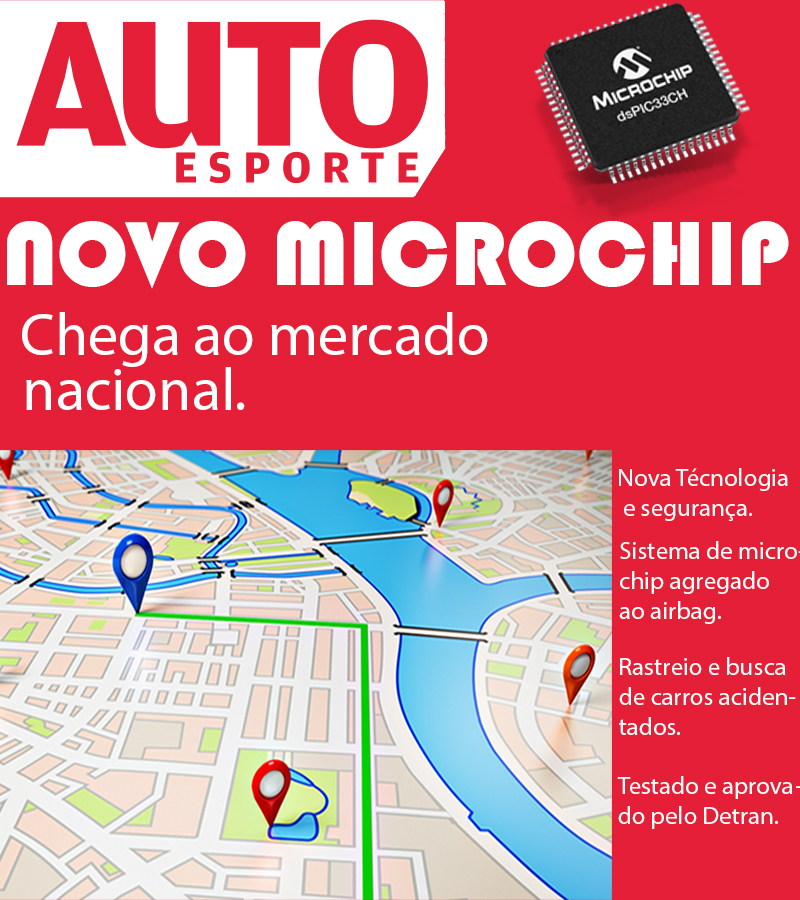 AUTO
ESPORTE
MICROCHIP
dsPIC33CH
NOVO MICROCHIP
Chega ao mercado
nacional.
Nova Técnologia
e segurança.
Sistema de micro-
chip agregado
ao airbag.
Rastreio e busca
de carros aciden-
tados.
Testado e aprova-
do pelo Detran.